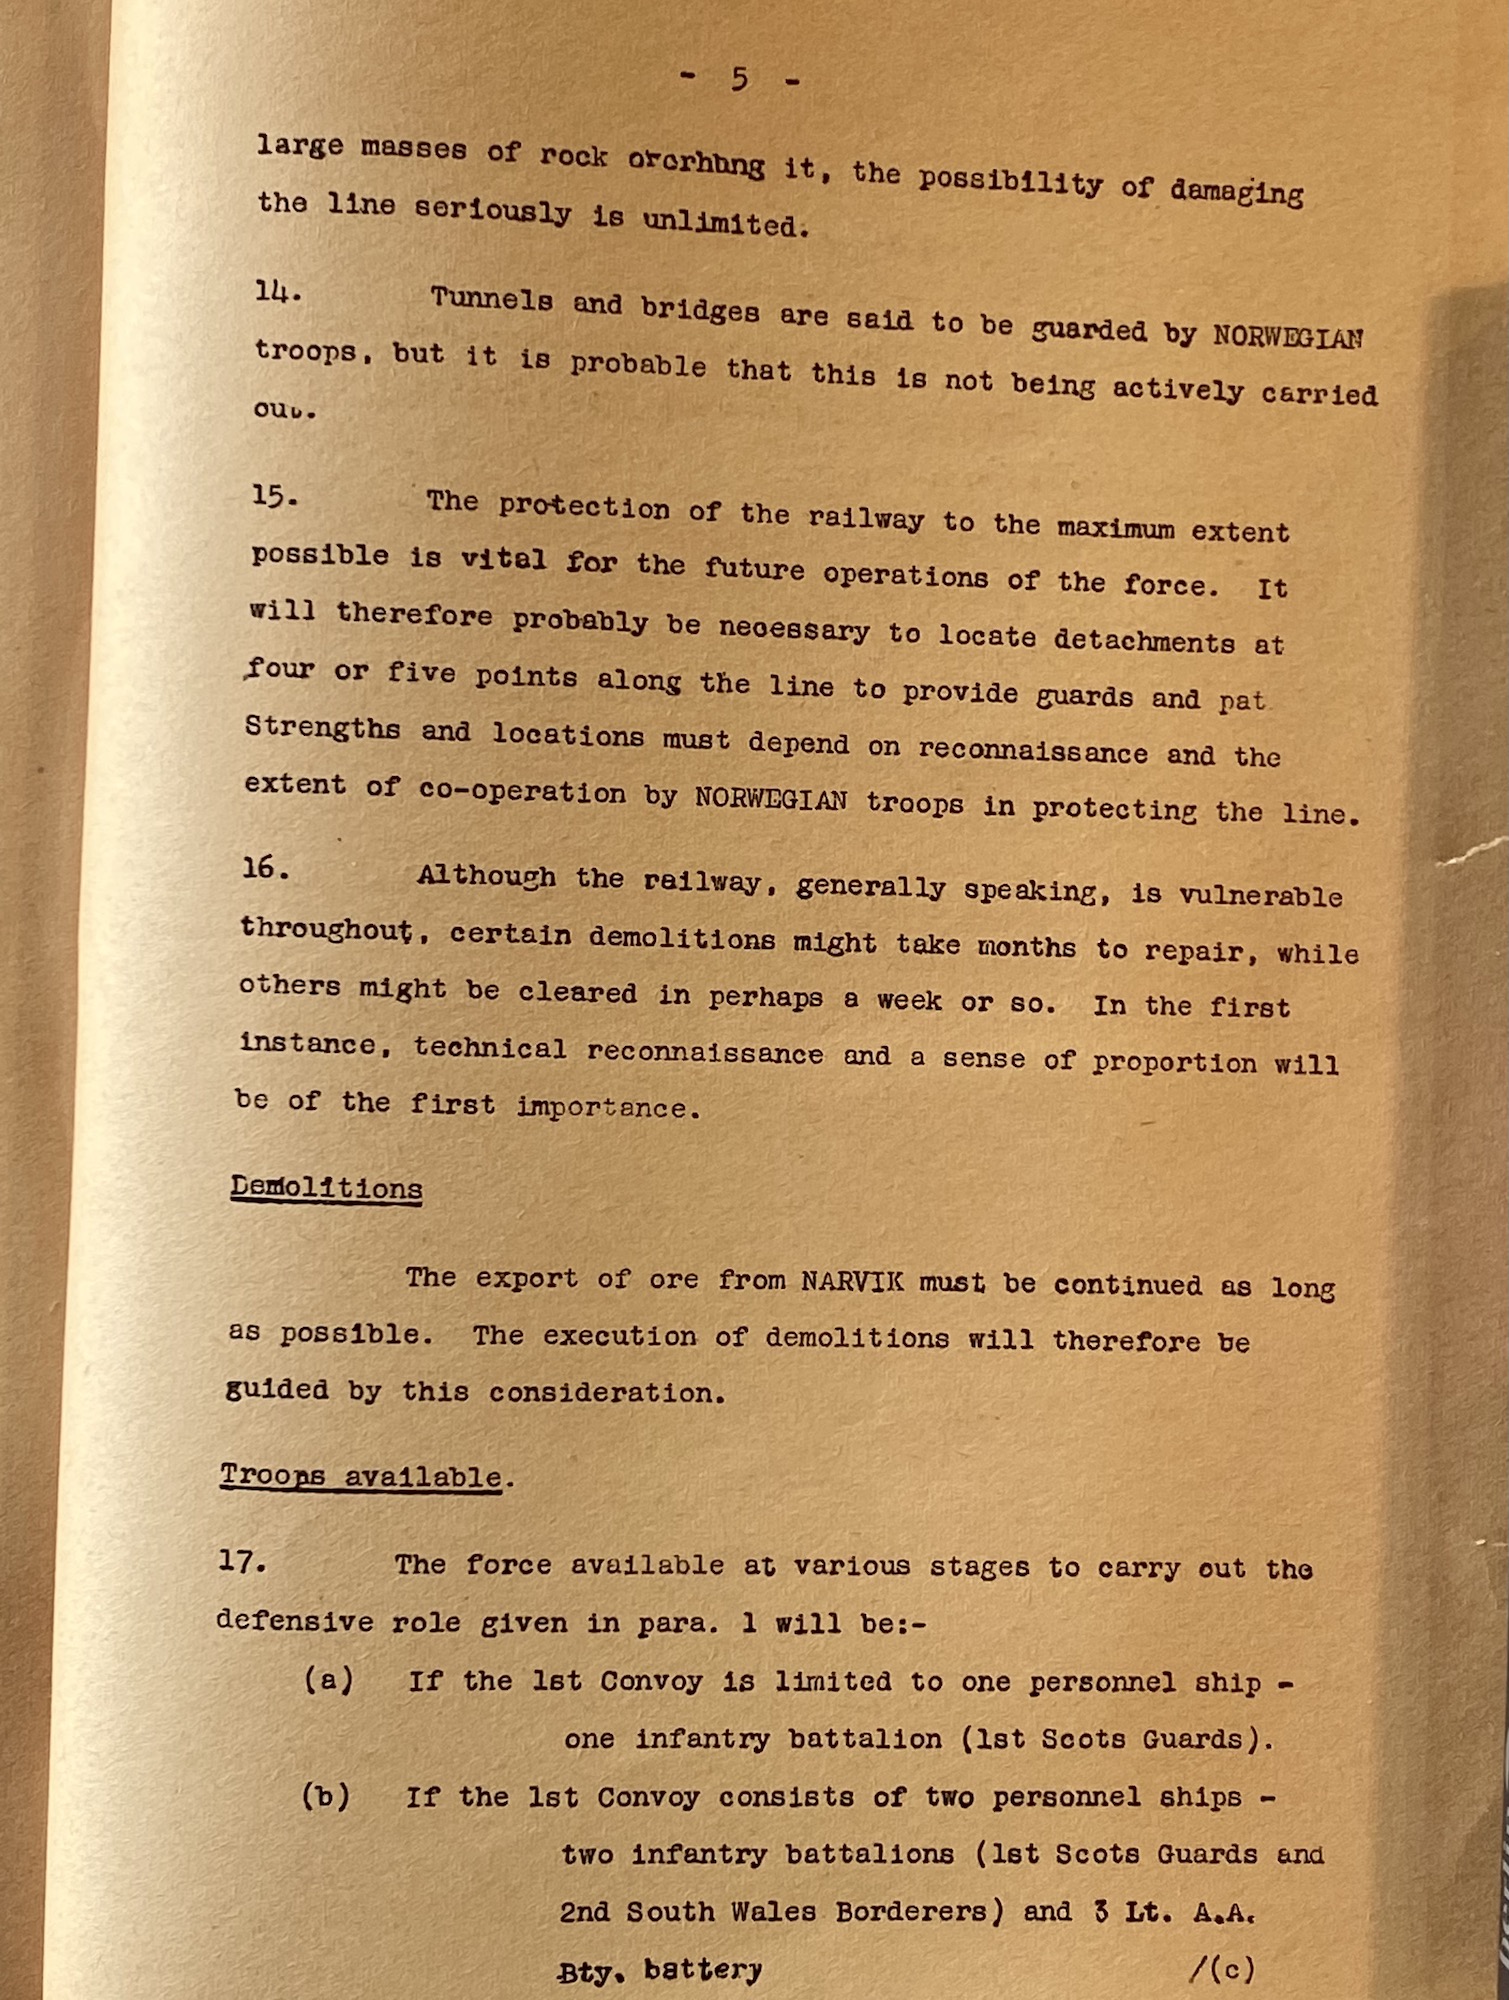 - 5 -
large masses of rock overhung it, the possibility of damaging
the line seriously is unlimited.
14. Tunnels and bridges are said to be guarded by NORWEGIAN
troops, but it is probable that this is not being actively carried
out.
15. The protection of the railway to the maximum extent
possible is vital for the future operations of the force. It
will therefore probably be necessary to locate detachments at
four or five points along the line to provide guards and pat
Strengths and locations must depend on reconnaissance and the
extent of co-operation by NORWEGIAN troops in protecting the line.
16. Although the railway, generally speaking, is vulnerable
throughout, certain demolitions might take months to repair, while
others might be cleared in perhaps a week or so. In the first
instance, technical reconnaissance and a sense of proportion will
be of the first importance.
Demolitions
The export of ore from NARVIK must be continued as long
as possible. The execution of demolitions will therefore be
guided by this consideration.
Troops available.
17. The force available at various stages to carry out the
defensive role given in para. 1 will be:-
(a) If the 1st Convoy is limited to one personnel ship -
one infantry battalion (1st Scots Guards).
(b) If the 1st Convoy consists of two personnel ships -
two infantry battalions (1st Scots Guards and
2nd South Wales Borderers) and 3 Lt. A.A.
Bty. battery /(c)